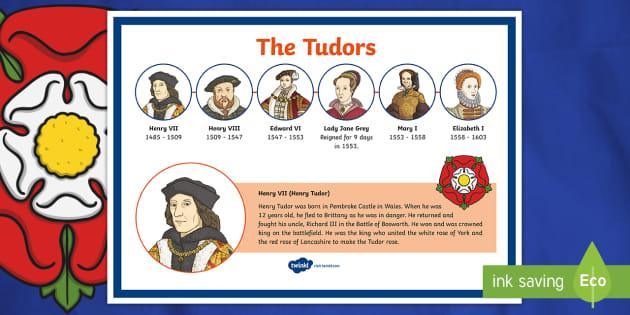 The Tudors
Henry VII
1485 - 1509
Henry VIII
1509 - 1547
Edward VI
1547 - 1553
Lady Jane Grey
Reigned for 9 days
in 1553.
Mary I
1553 - 1558
Elizabeth I
1558 - 1603
Henry VII (Henry Tudor)
Henry Tudor was born in Pembroke Castle in Wales. When he was
12 years old, he fled to Brittany as he was in danger. He returned and
fought his uncle, Richard III in the Battle of Bosworth. He won and was crowned
king on the battlefield. He was the king who united the white rose of York and
the red rose of Lancashire to make the Tudor rose.
twinkl
visit twinkl.com
ink saving
Eco